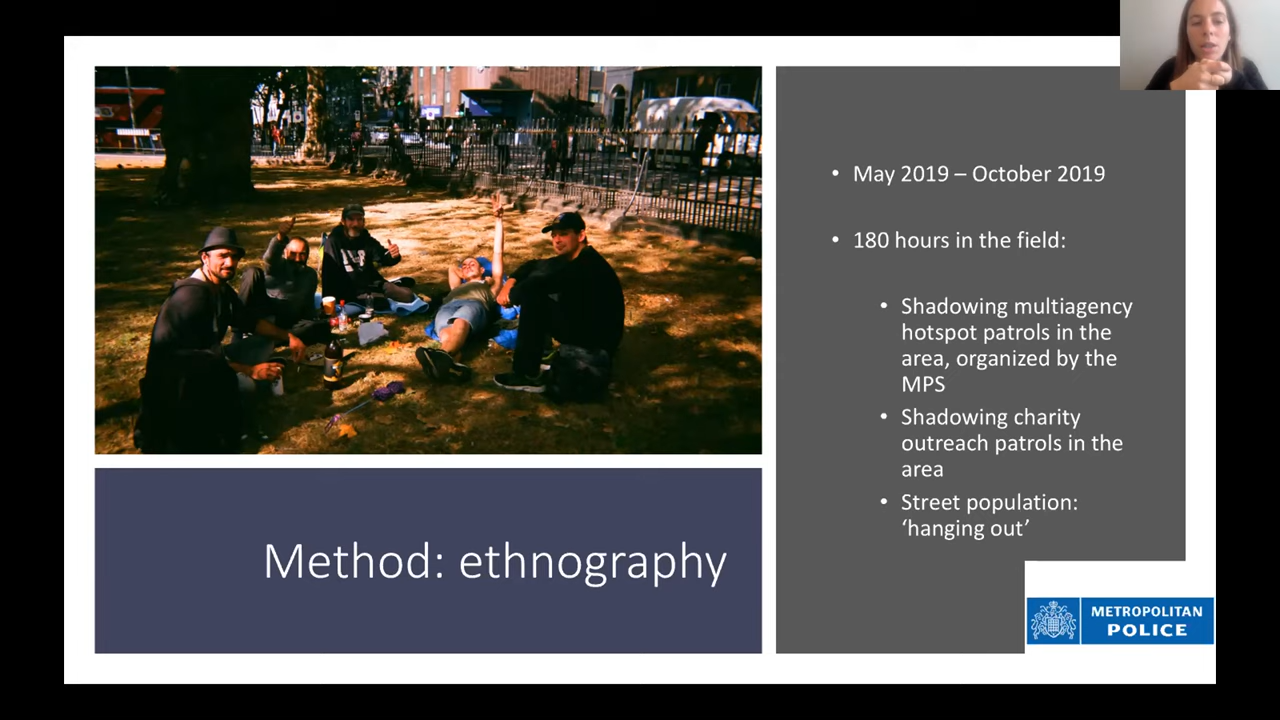 May 2019 – October 2019
180 hours in the field:
Shadowing multiagency
hotspot patrols in the
area, organized by the
MPS
Shadowing charity
outreach patrols in the
area
Street population:
‘hanging out’
Method: ethnography
METROPOLITAN
POLICE